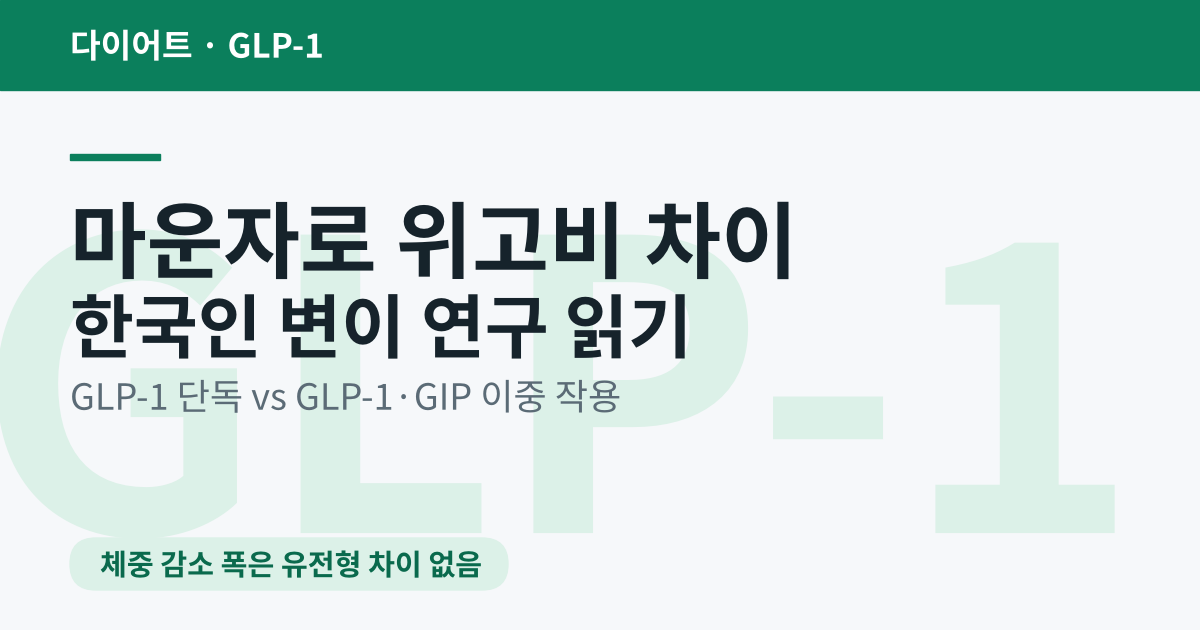 다이어트 · GLP-1
마운자로 위고비 차이
한국인 변이 연구 읽기
GLP-1 단독 vs GLP-1·GIP 이중 작용
GLP-1
체중 감소 폭은 유전형 차이 없음